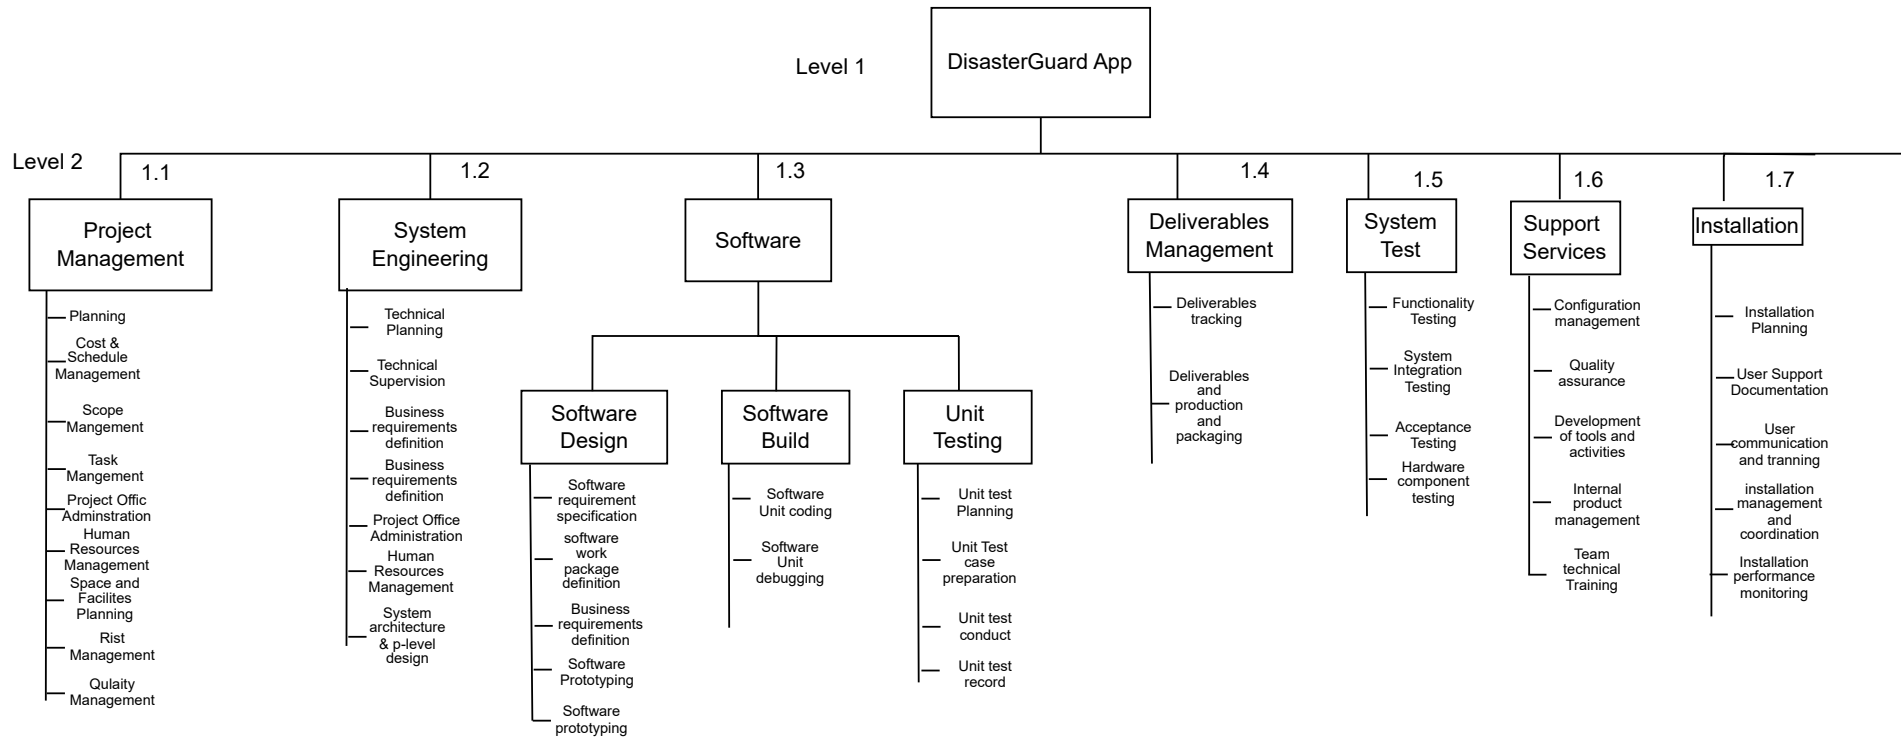 DisasterGuard App
Level 1
Level 2
1.1
1.2
1.3
1.4
1.5
1.6
1.7
Project
Management
System
Engineering
Software
Deliverables
Management
System
Test
Support
Services
Installation
Planning
Cost &
Schedule
Management
Scope
Mangement
Task
Mangement
Project Offic
Adminstration
Human
Resources
Management
Space and
Facilites
Planning
Rist
Management
Qulaity
Management
Technical
Planning
Technical
Supervision
Business
requirements
definition
Business
requirements
definition
Project Office
Administration
Human
Resources
Management
System
architecture
& p-level
design
Software
Design
Software
requirement
specification
software
work
package
definition
Business
requirements
definition
Software
Prototyping
Software
prototyping
Software
Build
Software
Unit coding
Software
Unit
debugging
Unit
Testing
Unit test
Planning
Unit Test
case
preparation
Unit test
conduct
Unit test
record
Deliverables
tracking
Deliverables
and
production
and
packaging
Functionality
Testing
System
Integration
Testing
Acceptance
Testing
Hardware
component
testing
Configuration
management
Quality
assurance
Development
of tools and
activities
Internal
product
management
Team
technical
Training
Installation
Planning
User Support
Documentation
User
communication
and tranning
installation
management
and
coordination
Installation
performance
monitoring